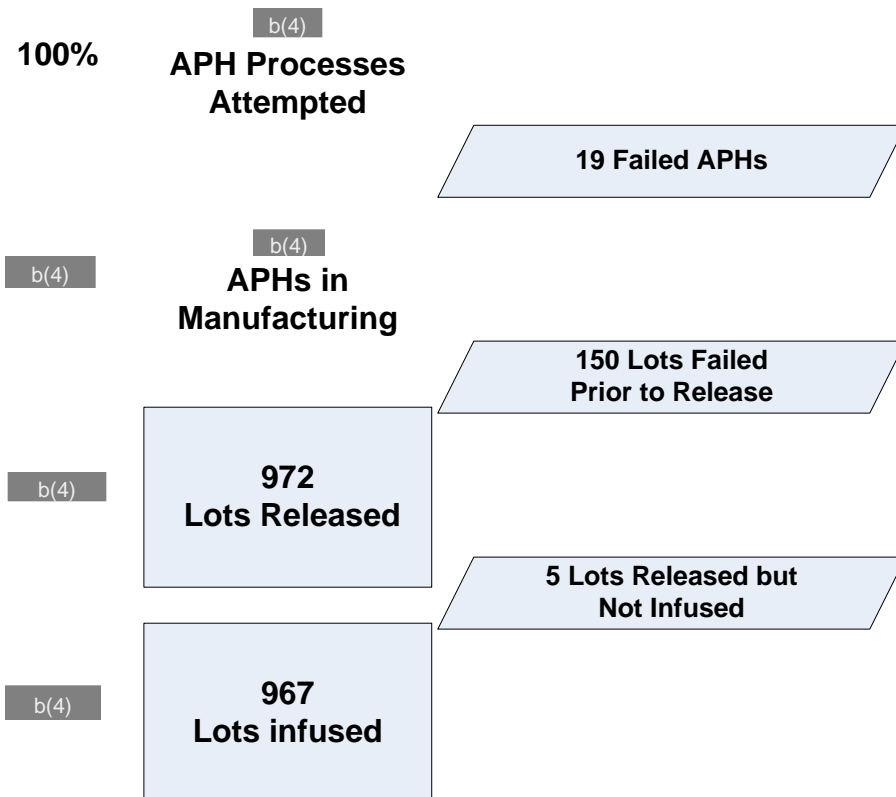 b(4)
100%
APH Processes
Attempted
19 Failed APHs
b(4)
b(4)
APHs in
Manufacturing
150 Lots Failed
Prior to Release
972
b(4)
Lots Released
5 Lots Released but
Not Infused
967
b(4)
Lots infused